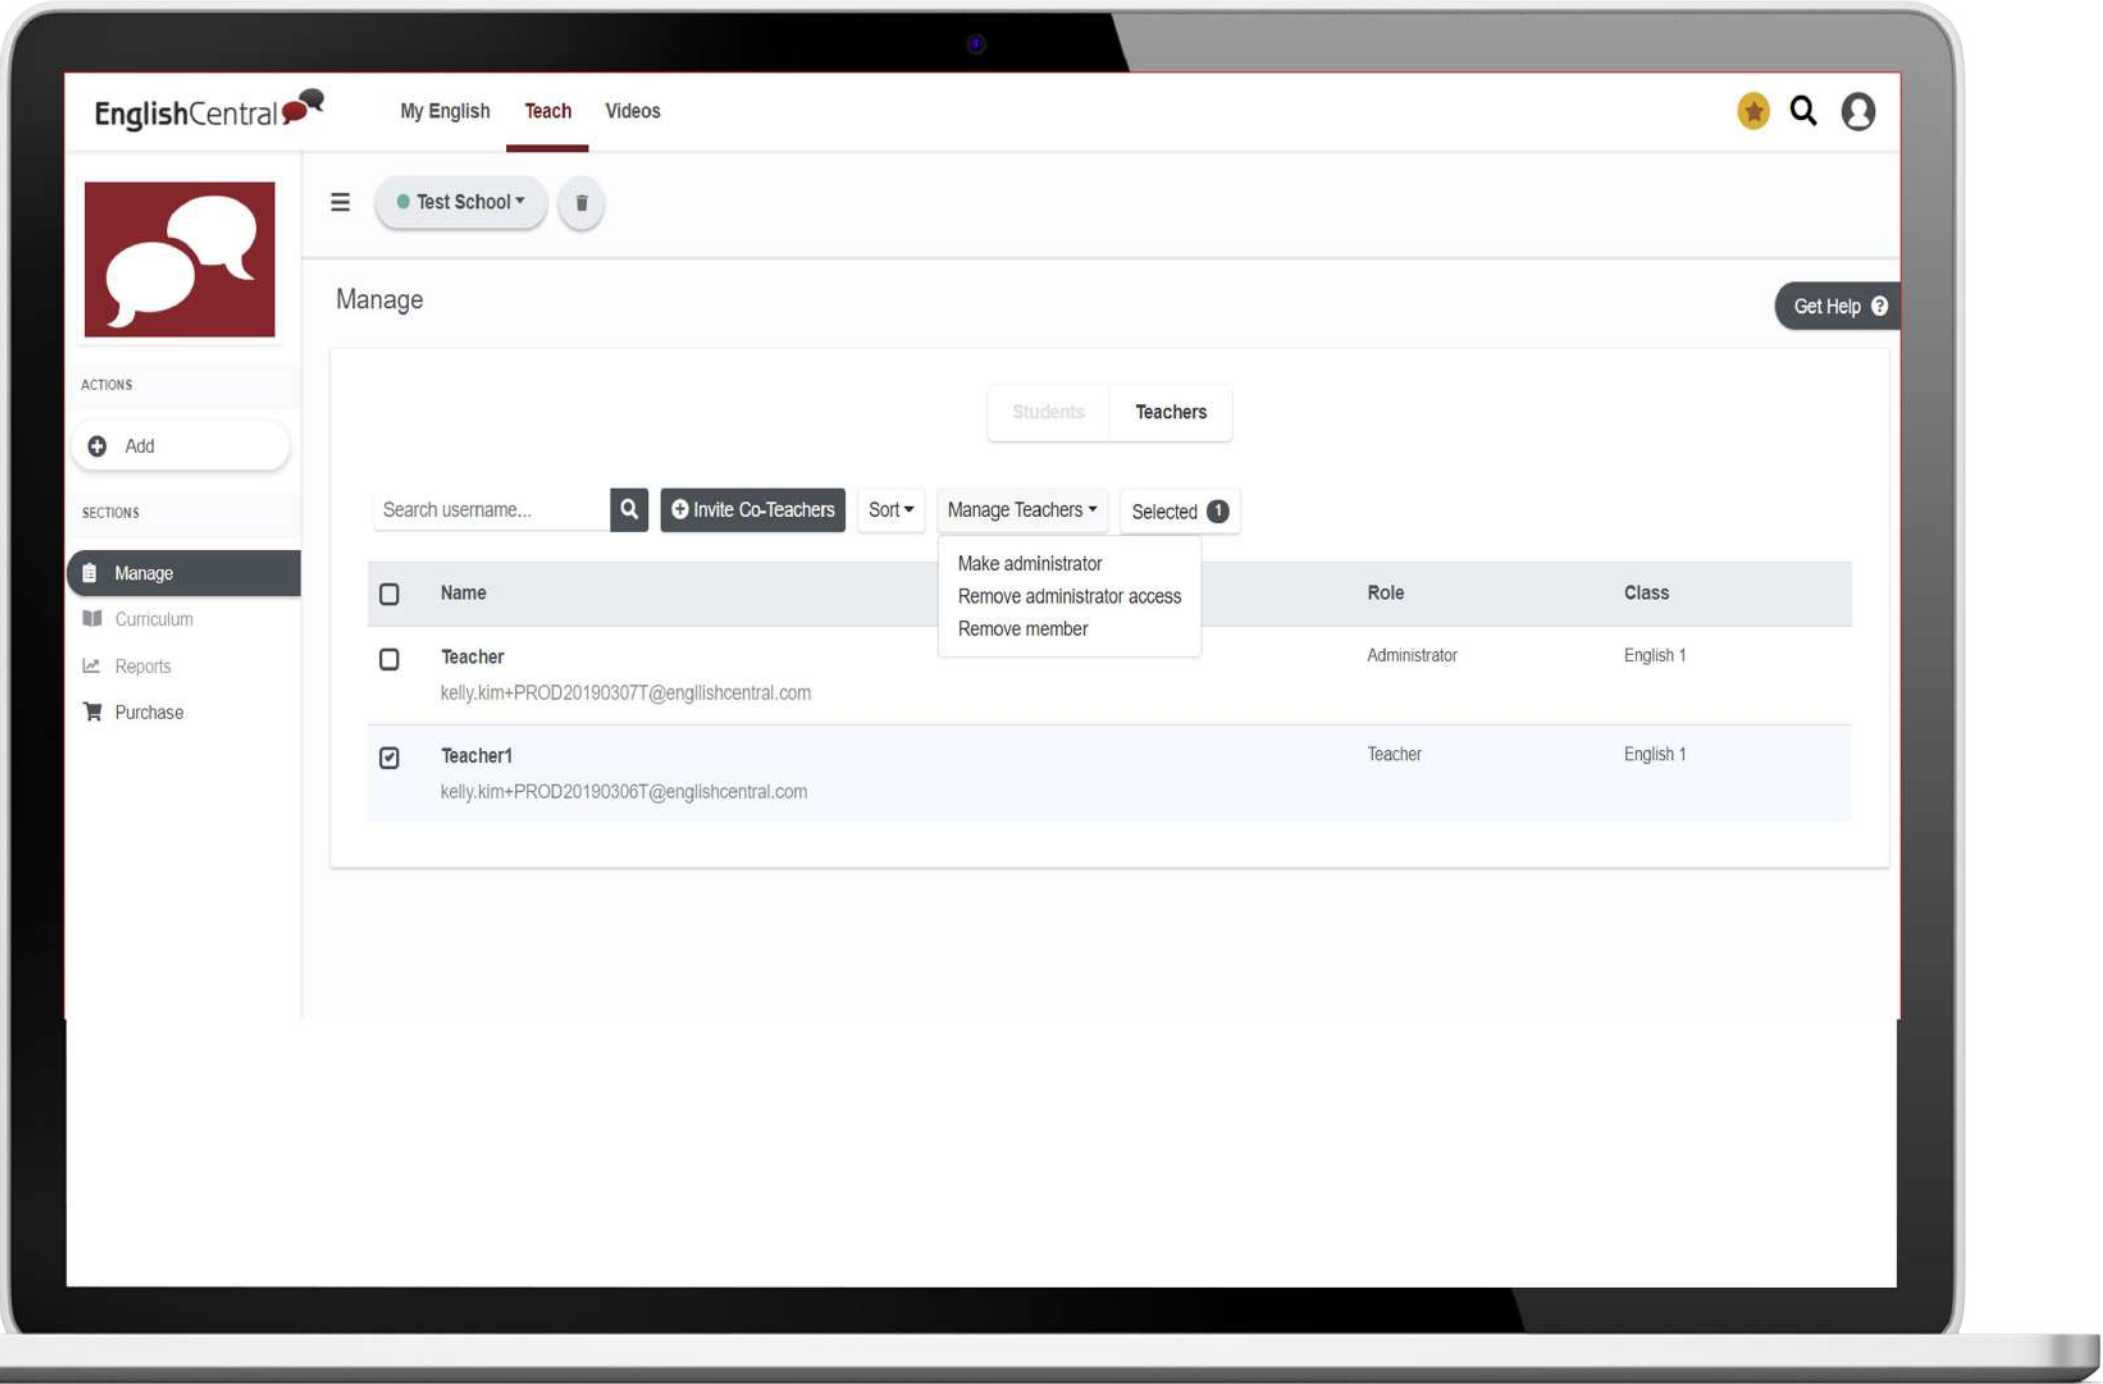 EnglishCentral
My English Teach Videos
Test School
Manage
Get Help ?
ACTIONS
Students Teachers
Add
SECTIONS
Search username... Invite Co-Teachers Sort Manage Teachers Selected 1
Make administrator
Remove administrator access
Remove member
Manage
Curriculum
Reports
Purchase
Name Role Class
Teacher Administrator English 1
kelly.kim+PROD20190307T@engllishcentral.com
Teacher1 Teacher English 1
kelly.kim+PROD20190306T@englishcentral.com